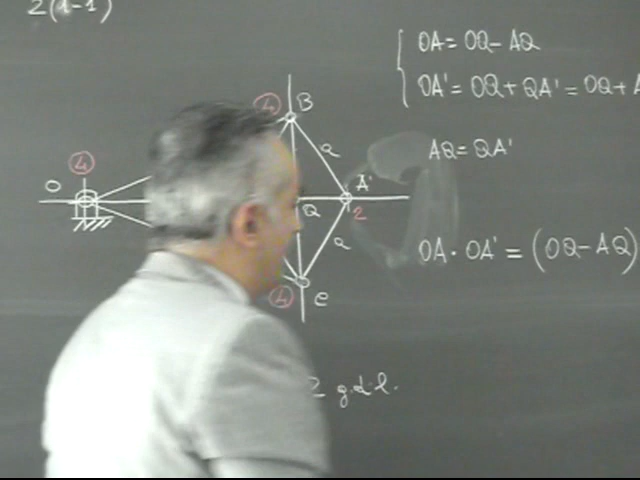 2(1-1)
OA = OQ - AQ
OA' = OQ + QA' = OQ + A
4
B
a
AQ = QA'
4
O
A'
Q
2
a
OA · OA' = (OQ - AQ)
4
C
2 g.d.l.